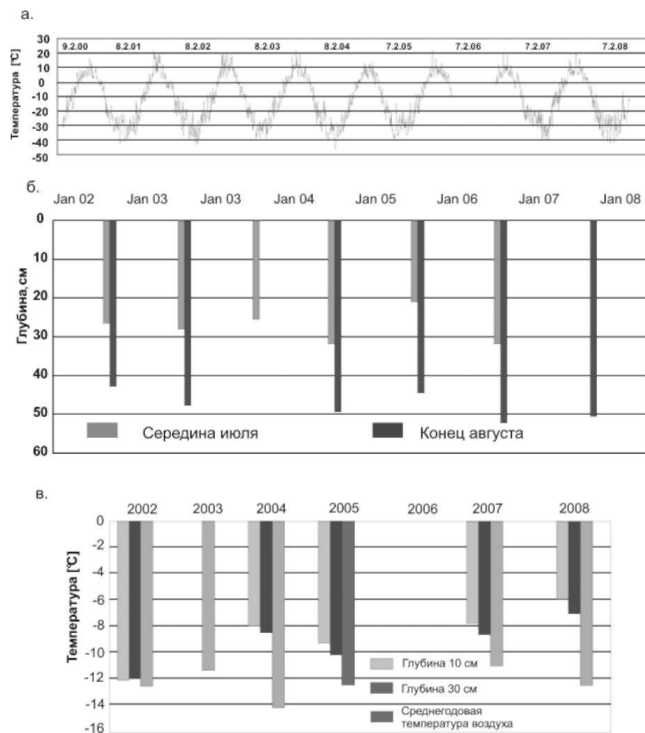 а.
Температура [℃]
30
20
10
0
-10
-20
-30
-40
-50
9.2.00 8.2.01 8.2.02 8.2.03 8.2.04 7.2.05 7.2.06 7.2.07 7.2.08
б.
Jan 02 Jan 03 Jan 03 Jan 04 Jan 05 Jan 06 Jan 07 Jan 08
Глубина, см
0
10
20
30
40
50
60
Середина июля Конец августа
в.
2002 2003 2004 2005 2006 2007 2008
Температура [℃]
0
-2
-4
-6
-8
-10
-12
-14
-16
Глубина 10 см
Глубина 30 см
Среднегодовая
температура воздуха